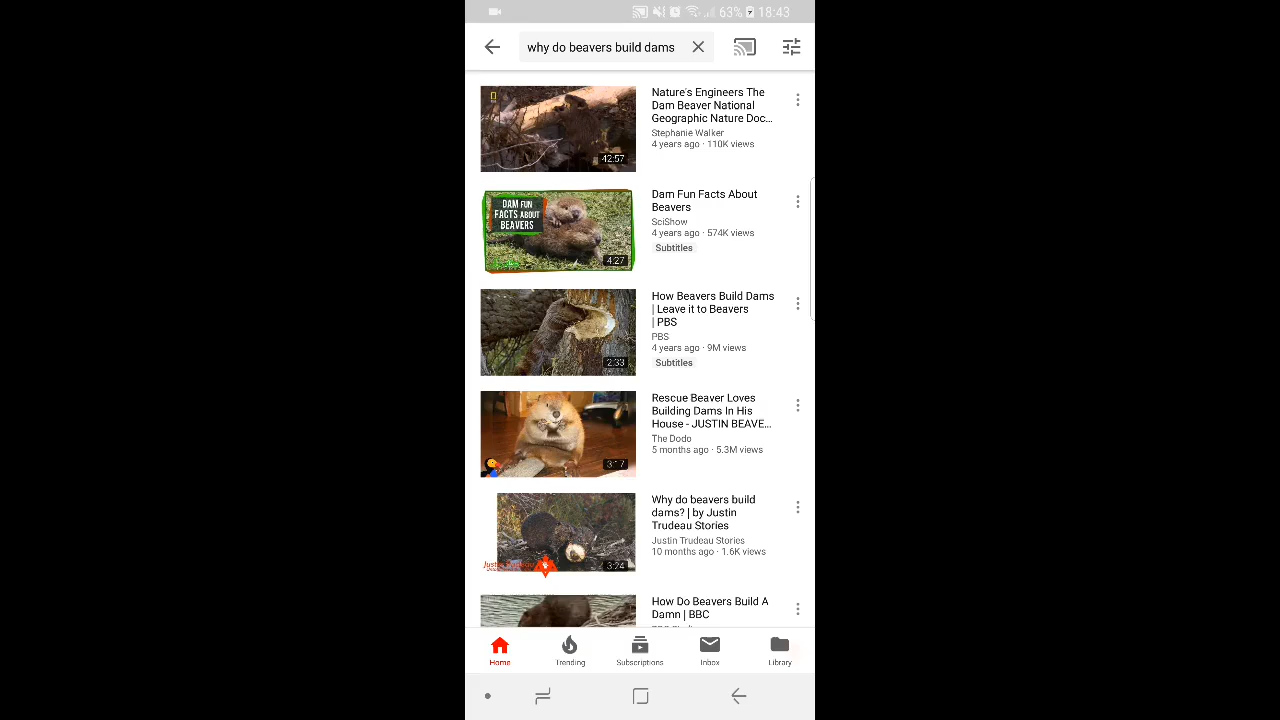 63% 18:43
why do beavers build dams
Nature's Engineers The
Dam Beaver National
Geographic Nature Doc...
Stephanie Walker
4 years ago · 110K views
42:57
DAM FUN
FACTS ABOUT
BEAVERS
4:27
Dam Fun Facts About
Beavers
SciShow
4 years ago · 574K views
Subtitles
2:33
How Beavers Build Dams
| Leave it to Beavers
| PBS
PBS
4 years ago · 9M views
Subtitles
3:17
Rescue Beaver Loves
Building Dams In His
House - JUSTIN BEAVE...
The Dodo
5 months ago · 5.3M views
3:24
Why do beavers build
dams? | by Justin
Trudeau Stories
Justin Trudeau Stories
10 months ago · 1.6K views
How Do Beavers Build A
Damn | BBC
Home
Trending
Subscriptions
Inbox
Library